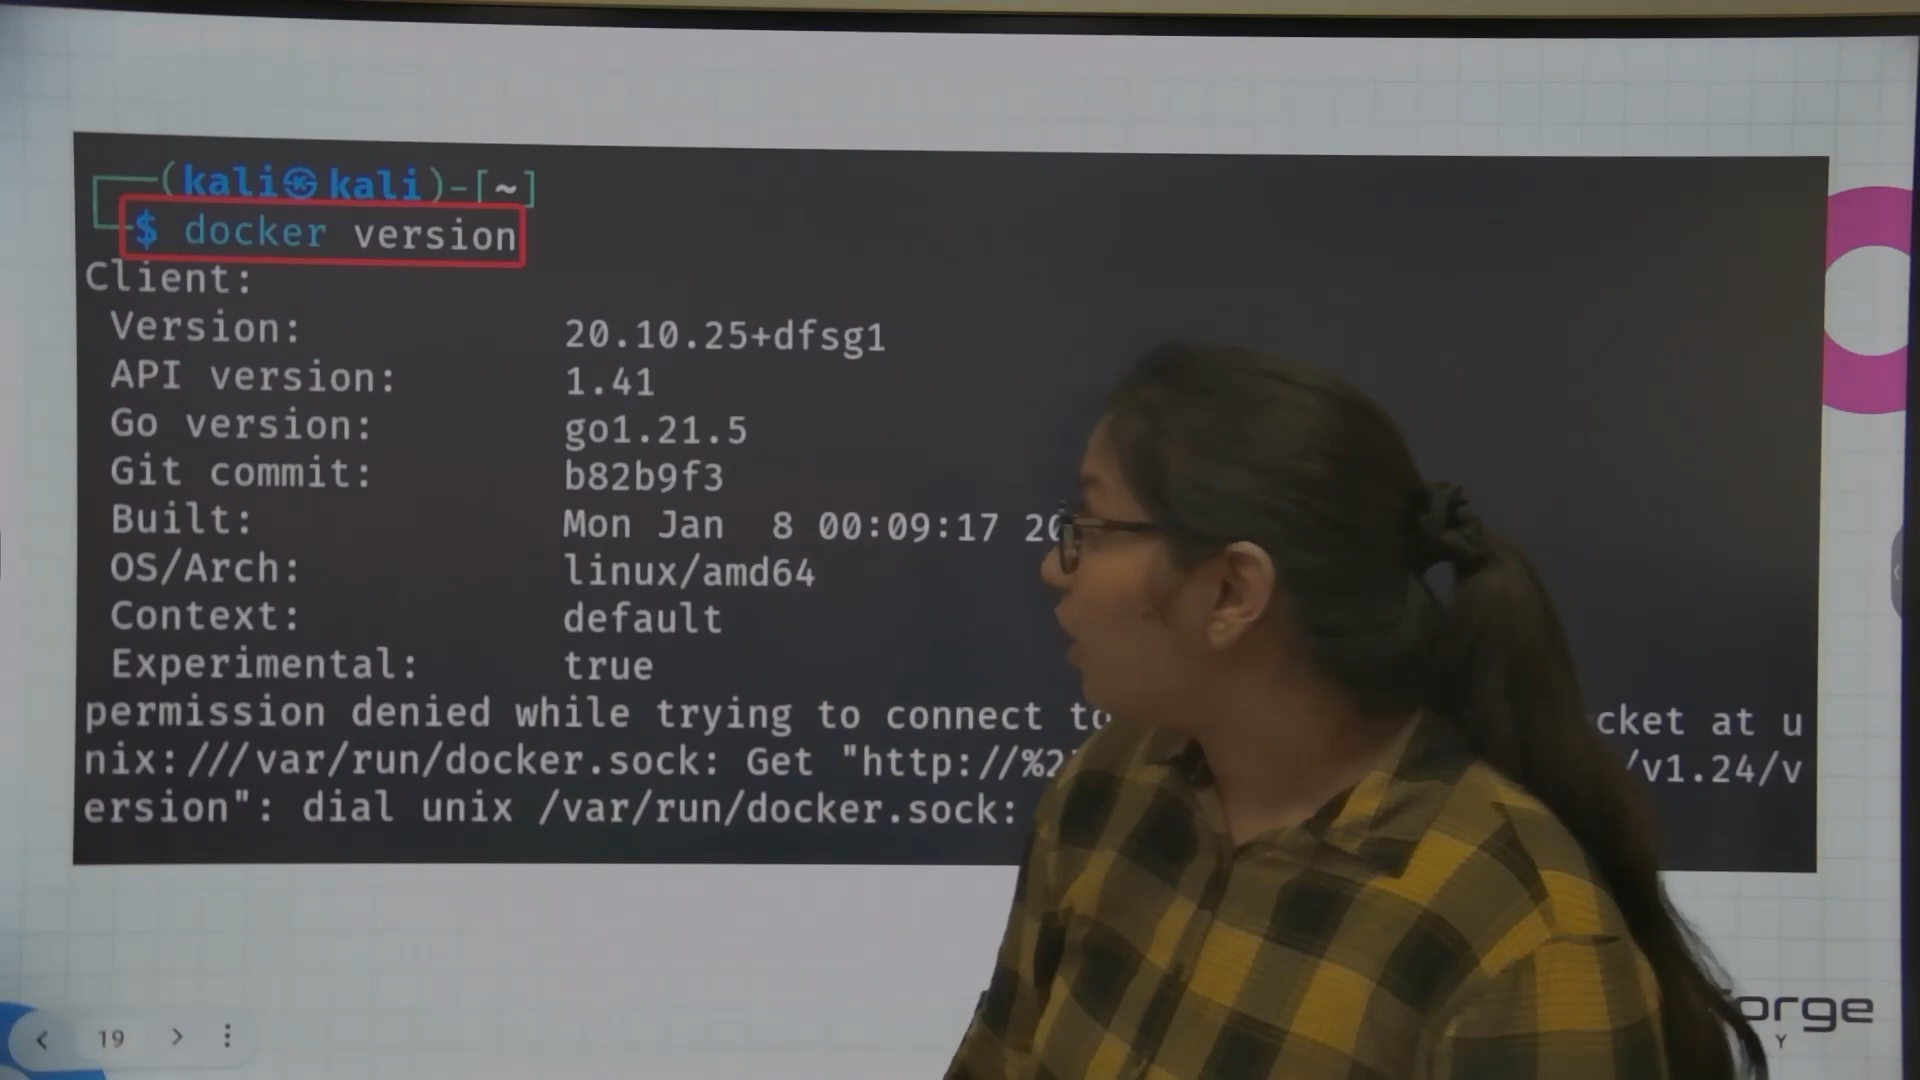 (kali㉿kali)-[~]
$ docker version
Client:
Version: 20.10.25+dfsg1
API version: 1.41
Go version: go1.21.5
Git commit: b82b9f3
Built: Mon Jan 8 00:09:17 20
OS/Arch: linux/amd64
Context: default
Experimental: true
permission denied while trying to connect to cket at u
nix:///var/run/docker.sock: Get "http://%2 /v1.24/v
ersion": dial unix /var/run/docker.sock:
orge
Y
19